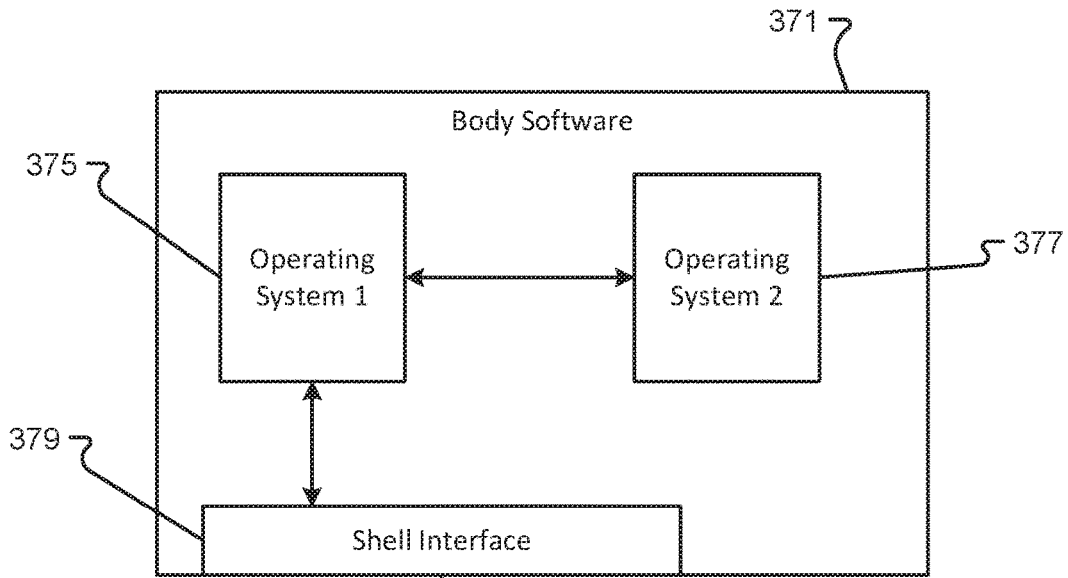 371
Body Software
375
Operating
System 1
Operating
System 2
377
379
Shell Interface